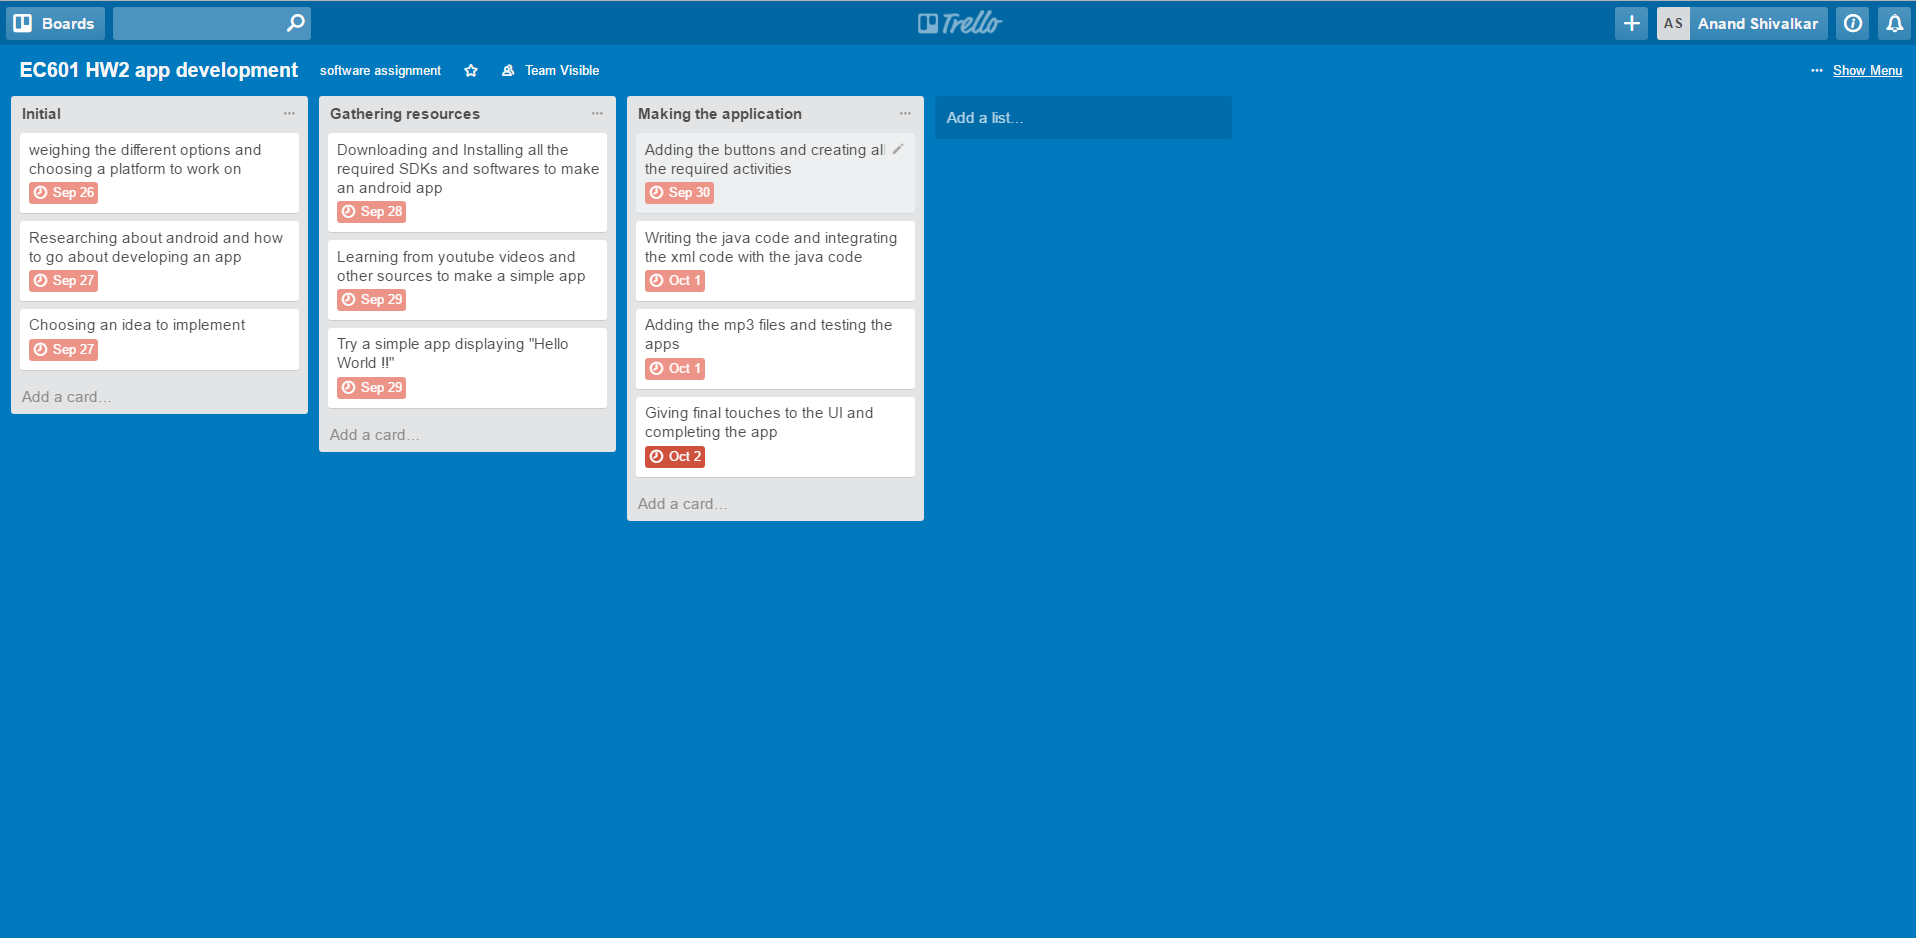 Boards
Trello
AS Anand Shivalkar
EC601 HW2 app development software assignment Team Visible
··· Show Menu
Initial
weighing the different options and
choosing a platform to work on
Sep 26
Researching about android and how
to go about developing an app
Sep 27
Choosing an idea to implement
Sep 27
Add a card…
Gathering resources
Downloading and Installing all the
required SDKs and softwares to make
an android app
Sep 28
Learning from youtube videos and
other sources to make a simple app
Sep 29
Try a simple app displaying "Hello
World !!"
Sep 29
Add a card…
Making the application
Adding the buttons and creating all
the required activities
Sep 30
Writing the java code and integrating
the xml code with the java code
Oct 1
Adding the mp3 files and testing the
apps
Oct 1
Giving final touches to the UI and
completing the app
Oct 2
Add a card…
Add a list…